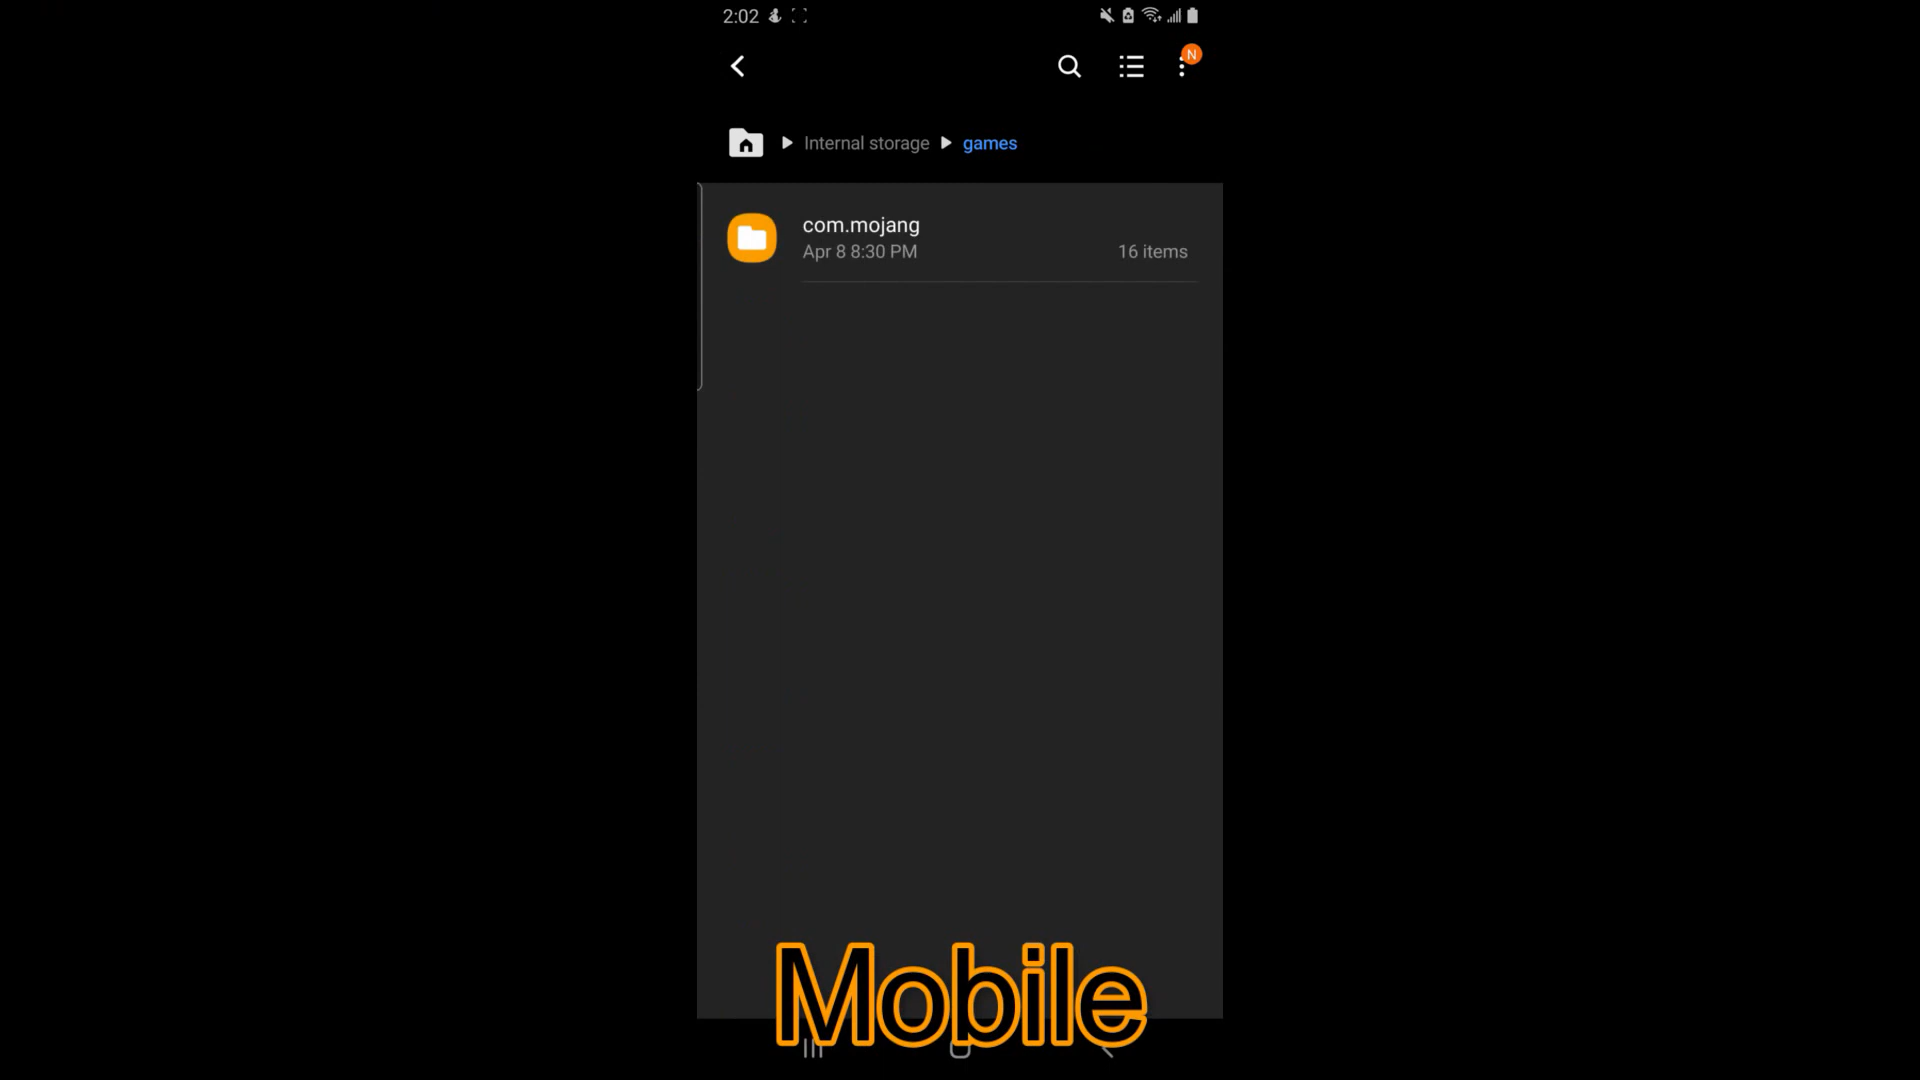 2:02
N
Internal storage games
com.mojang
Apr 8 8:30 PM 16 items
Mobile